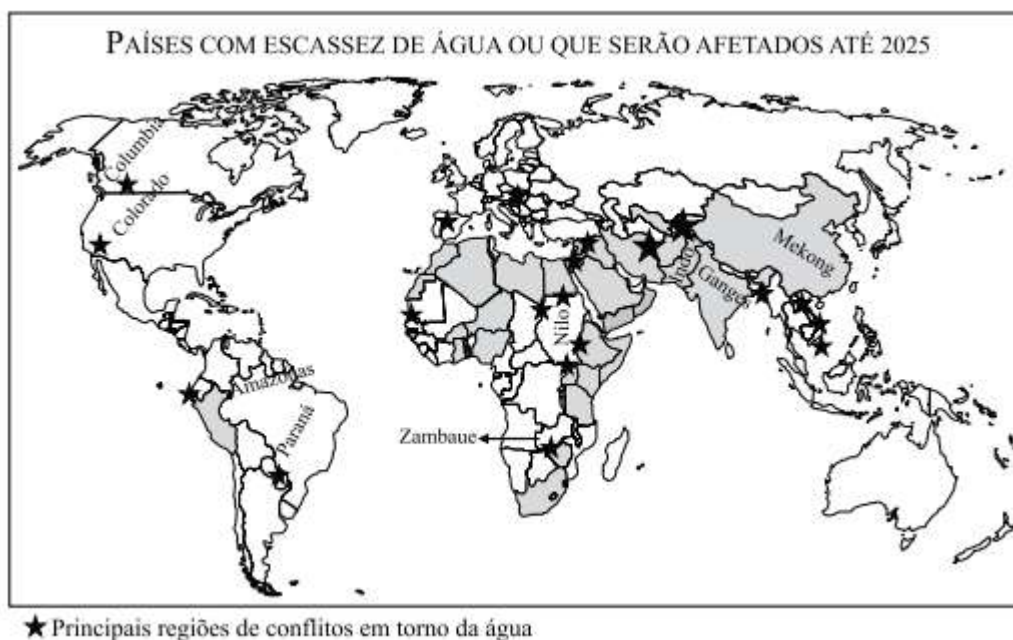 PAÍSES COM ESCASSEZ DE ÁGUA OU QUE SERÃO AFETADOS ATÉ 2025
Columbia
Colorado
Mekong
Indo
Ganges
Nilo
Amazonas
Paraná
Zambaue
Principais regiões de conflitos em torno da água